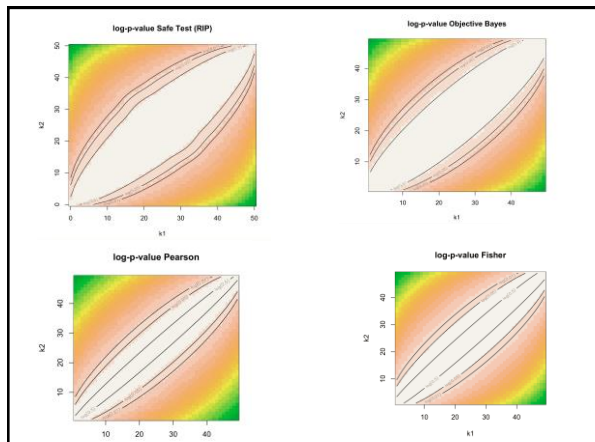 log-p-value Safe Test (RIP)
k2
0 10 20 30 40 50
0 10 20 30 40 50
k1
log-p-value Objective Bayes
k2
10 20 30 40
10 20 30 40
k1
log-p-value Pearson
k2
10 20 30 40
10 20 30 40
log-p-value Fisher
k2
10 20 30 40
10 20 30 40
k1